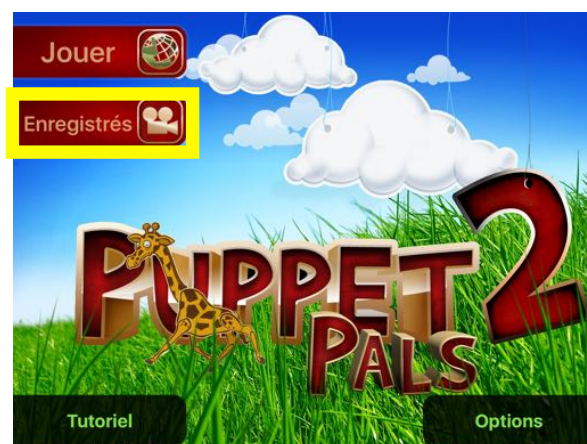 Jouer
Enregistrés
PUPPET 2
PALS
Tutoriel
Options